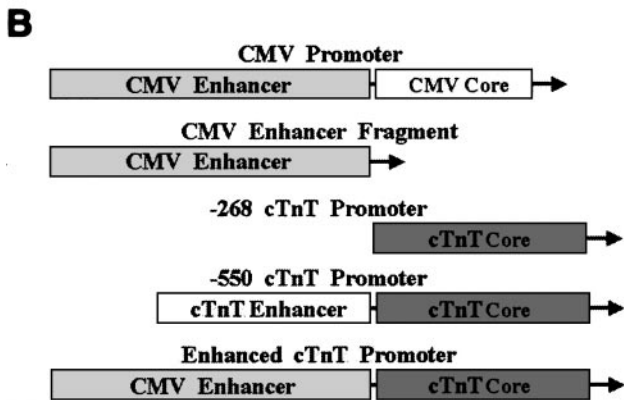 B
CMV Promoter
CMV Enhancer CMV Core
CMV Enhancer Fragment
CMV Enhancer
-268 cTnT Promoter
cTnT Core
-550 cTnT Promoter
cTnT Enhancer cTnT Core
Enhanced cTnT Promoter
CMV Enhancer cTnT Core